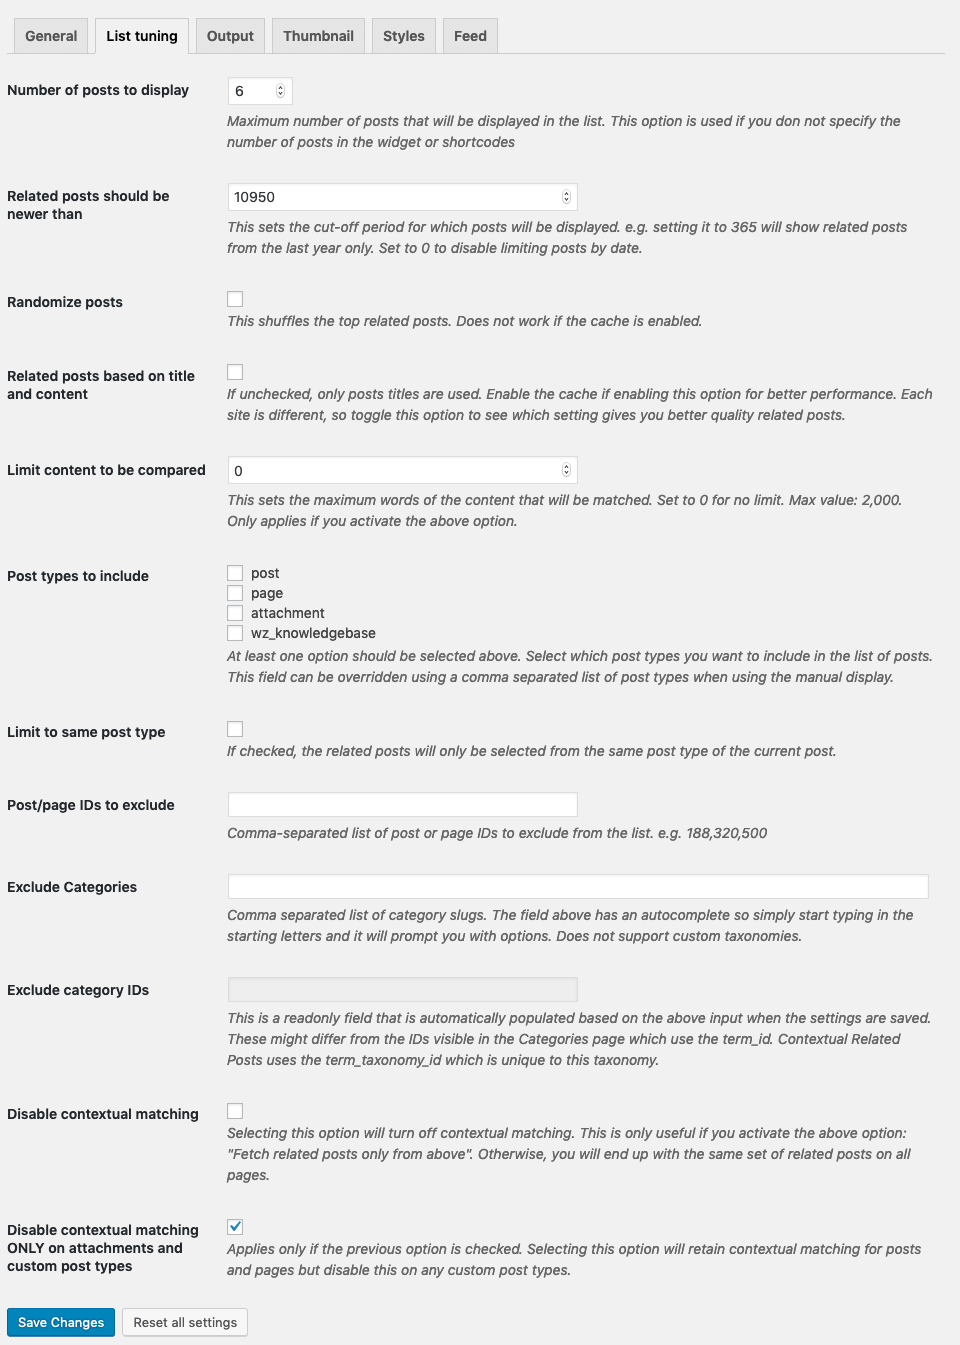 General
List tuning
Output
Thumbnail
Styles
Feed
Number of posts to display
6
Maximum number of posts that will be displayed in the list. This option is used if you don not specify the
number of posts in the widget or shortcodes
Related posts should be
newer than
10950
This sets the cut-off period for which posts will be displayed. e.g. setting it to 365 will show related posts
from the last year only. Set to 0 to disable limiting posts by date.
Randomize posts
This shuffles the top related posts. Does not work if the cache is enabled.
Related posts based on title
and content
If unchecked, only posts titles are used. Enable the cache if enabling this option for better performance. Each
site is different, so toggle this option to see which setting gives you better quality related posts.
Limit content to be compared
0
This sets the maximum words of the content that will be matched. Set to 0 for no limit. Max value: 2,000.
Only applies if you activate the above option.
Post types to include
post
page
attachment
wz_knowledgebase
At least one option should be selected above. Select which post types you want to include in the list of posts.
This field can be overridden using a comma separated list of post types when using the manual display.
Limit to same post type
If checked, the related posts will only be selected from the same post type of the current post.
Post/page IDs to exclude
Comma-separated list of post or page IDs to exclude from the list. e.g. 188,320,500
Exclude Categories
Comma separated list of category slugs. The field above has an autocomplete so simply start typing in the
starting letters and it will prompt you with options. Does not support custom taxonomies.
Exclude category IDs
This is a readonly field that is automatically populated based on the above input when the settings are saved.
These might differ from the IDs visible in the Categories page which use the term_id. Contextual Related
Posts uses the term_taxonomy_id which is unique to this taxonomy.
Disable contextual matching
Selecting this option will turn off contextual matching. This is only useful if you activate the above option:
"Fetch related posts only from above". Otherwise, you will end up with the same set of related posts on all
pages.
Disable contextual matching
ONLY on attachments and
custom post types
Applies only if the previous option is checked. Selecting this option will retain contextual matching for posts
and pages but disable this on any custom post types.
Save Changes
Reset all settings